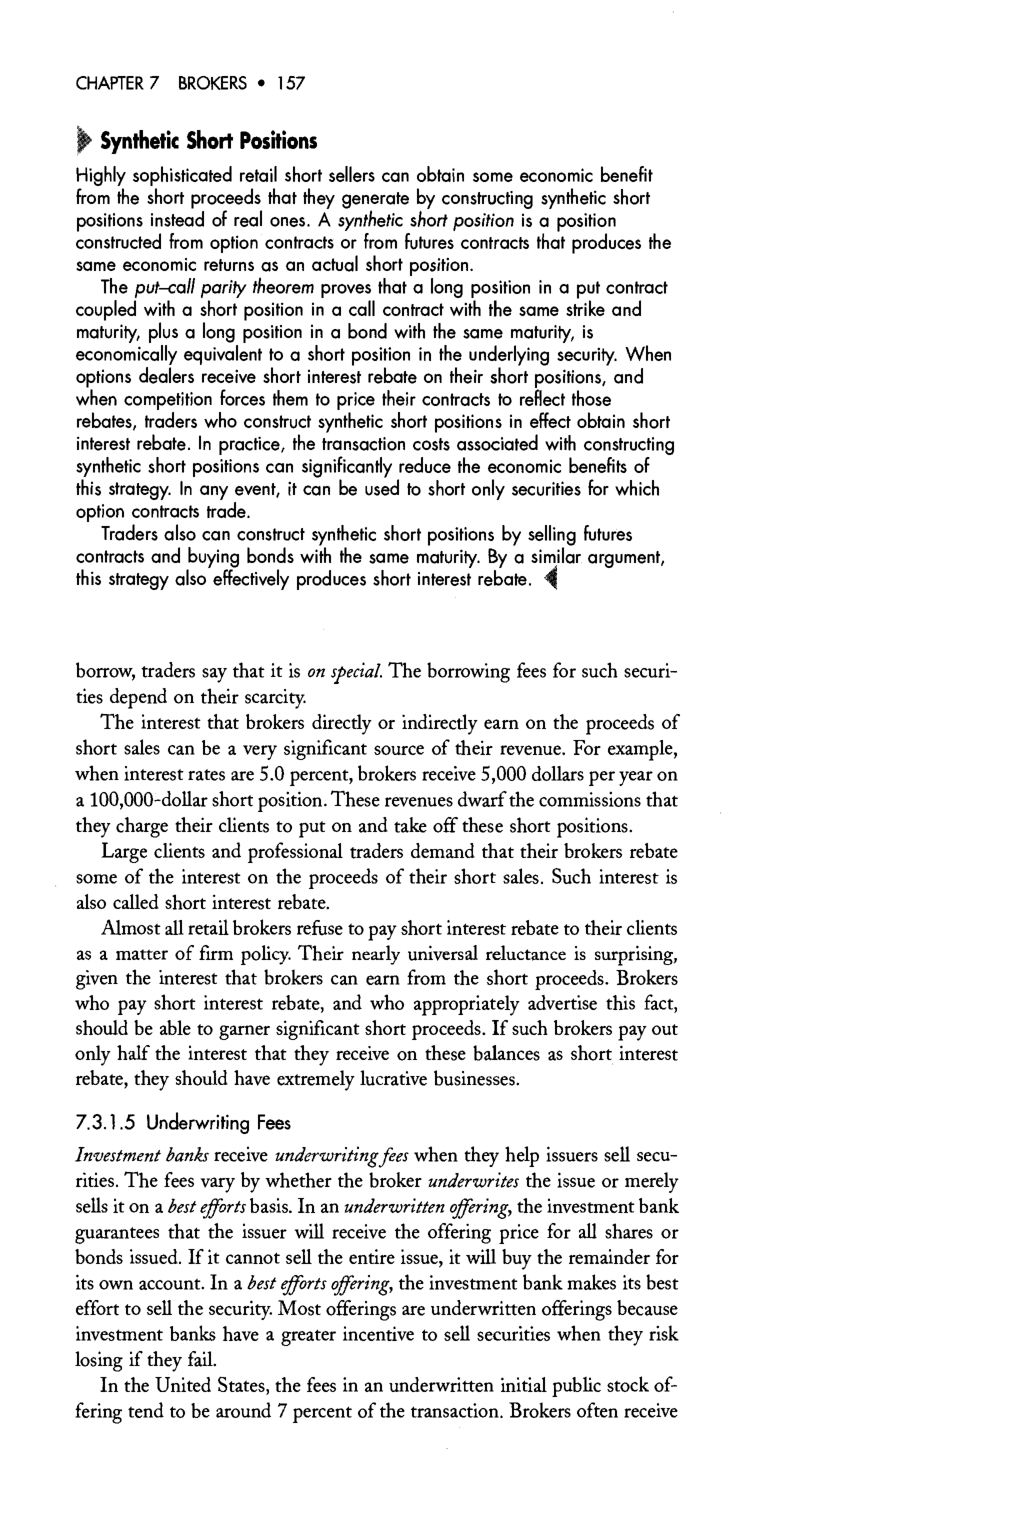 CHAPTER 7 BROKERS • 157
Synthetic Short Positions
Highly sophisticated retail short sellers can obtain some economic benefit
from the short proceeds that they generate by constructing synthetic short
positions instead of real ones. A synthetic short position is a position
constructed from option contracts or from futures contracts that produces the
same economic returns as an actual short position.
The put–call parity theorem proves that a long position in a put contract
coupled with a short position in a call contract with the same strike and
maturity, plus a long position in a bond with the same maturity, is
economically equivalent to a short position in the underlying security. When
options dealers receive short interest rebate on their short positions, and
when competition forces them to price their contracts to reflect those
rebates, traders who construct synthetic short positions in effect obtain short
interest rebate. In practice, the transaction costs associated with constructing
synthetic short positions can significantly reduce the economic benefits of
this strategy. In any event, it can be used to short only securities for which
option contracts trade.
Traders also can construct synthetic short positions by selling futures
contracts and buying bonds with the same maturity. By a similar argument,
this strategy also effectively produces short interest rebate.
borrow, traders say that it is on special. The borrowing fees for such securi-
ties depend on their scarcity.
The interest that brokers directly or indirectly earn on the proceeds of
short sales can be a very significant source of their revenue. For example,
when interest rates are 5.0 percent, brokers receive 5,000 dollars per year on
a 100,000-dollar short position. These revenues dwarf the commissions that
they charge their clients to put on and take off these short positions.
Large clients and professional traders demand that their brokers rebate
some of the interest on the proceeds of their short sales. Such interest is
also called short interest rebate.
Almost all retail brokers refuse to pay short interest rebate to their clients
as a matter of firm policy. Their nearly universal reluctance is surprising,
given the interest that brokers can earn from the short proceeds. Brokers
who pay short interest rebate, and who appropriately advertise this fact,
should be able to garner significant short proceeds. If such brokers pay out
only half the interest that they receive on these balances as short interest
rebate, they should have extremely lucrative businesses.
7.3.1.5 Underwriting Fees
Investment banks receive underwriting fees when they help issuers sell secu-
rities. The fees vary by whether the broker underwrites the issue or merely
sells it on a best efforts basis. In an underwritten offering, the investment bank
guarantees that the issuer will receive the offering price for all shares or
bonds issued. If it cannot sell the entire issue, it will buy the remainder for
its own account. In a best efforts offering, the investment bank makes its best
effort to sell the security. Most offerings are underwritten offerings because
investment banks have a greater incentive to sell securities when they risk
losing if they fail.
In the United States, the fees in an underwritten initial public stock of-
fering tend to be around 7 percent of the transaction. Brokers often receive